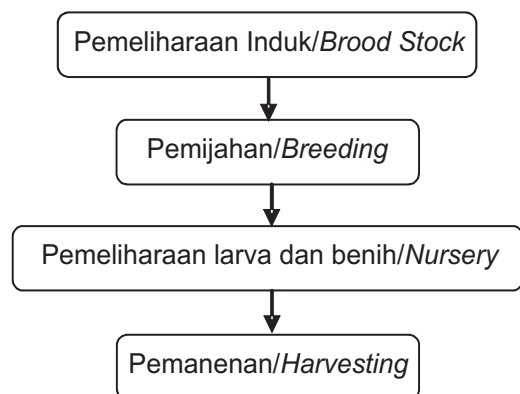 Pemeliharaan Induk/Brood Stock
Pemijahan/Breeding
Pemeliharaan larva dan benih/Nursery
Pemanenan/Harvesting